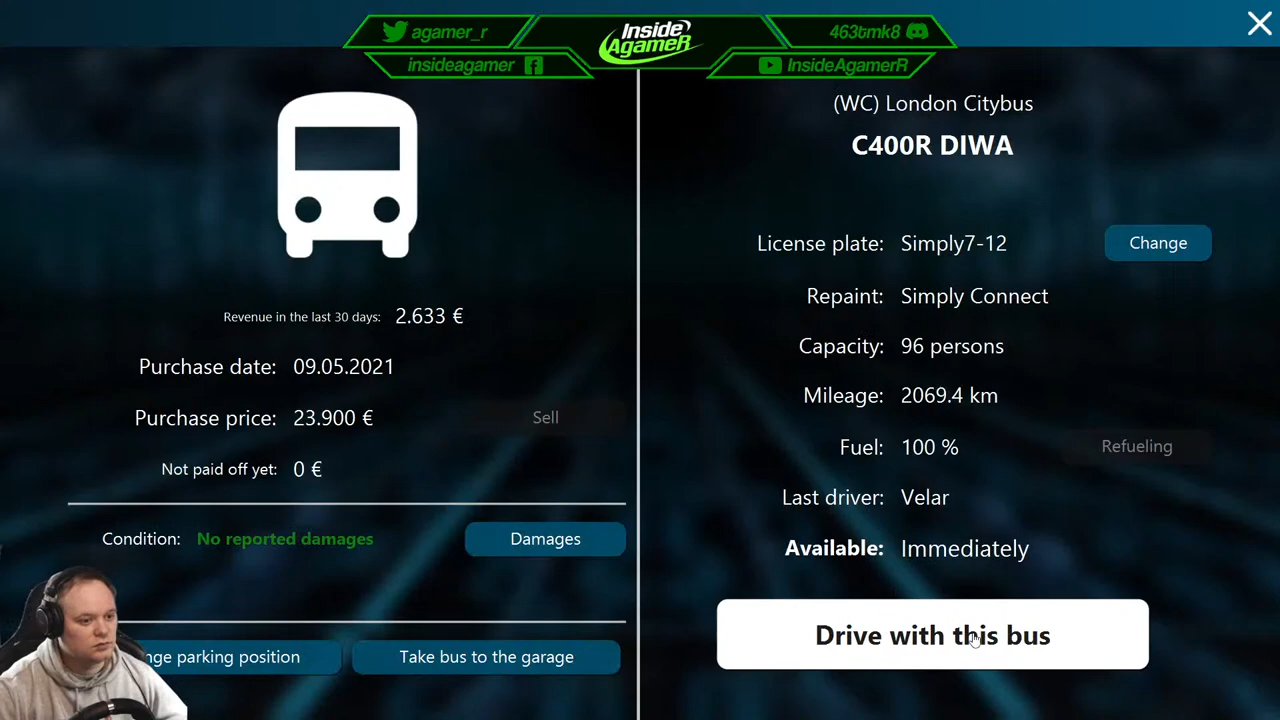 agamer_r
Inside
AgameR
463tmk8
insideagamer
InsideAgamerR
(WC) London Citybus
C400R DIWA
Revenue in the last 30 days: 2.633 €
Purchase date: 09.05.2021
Purchase price: 23.900 €
Sell
Not paid off yet: 0 €
Condition: No reported damages
Damages
nge parking position
Take bus to the garage
License plate: Simply7-12
Change
Repaint: Simply Connect
Capacity: 96 persons
Mileage: 2069.4 km
Fuel: 100 %
Refueling
Last driver: Velar
Available: Immediately
Drive with this bus